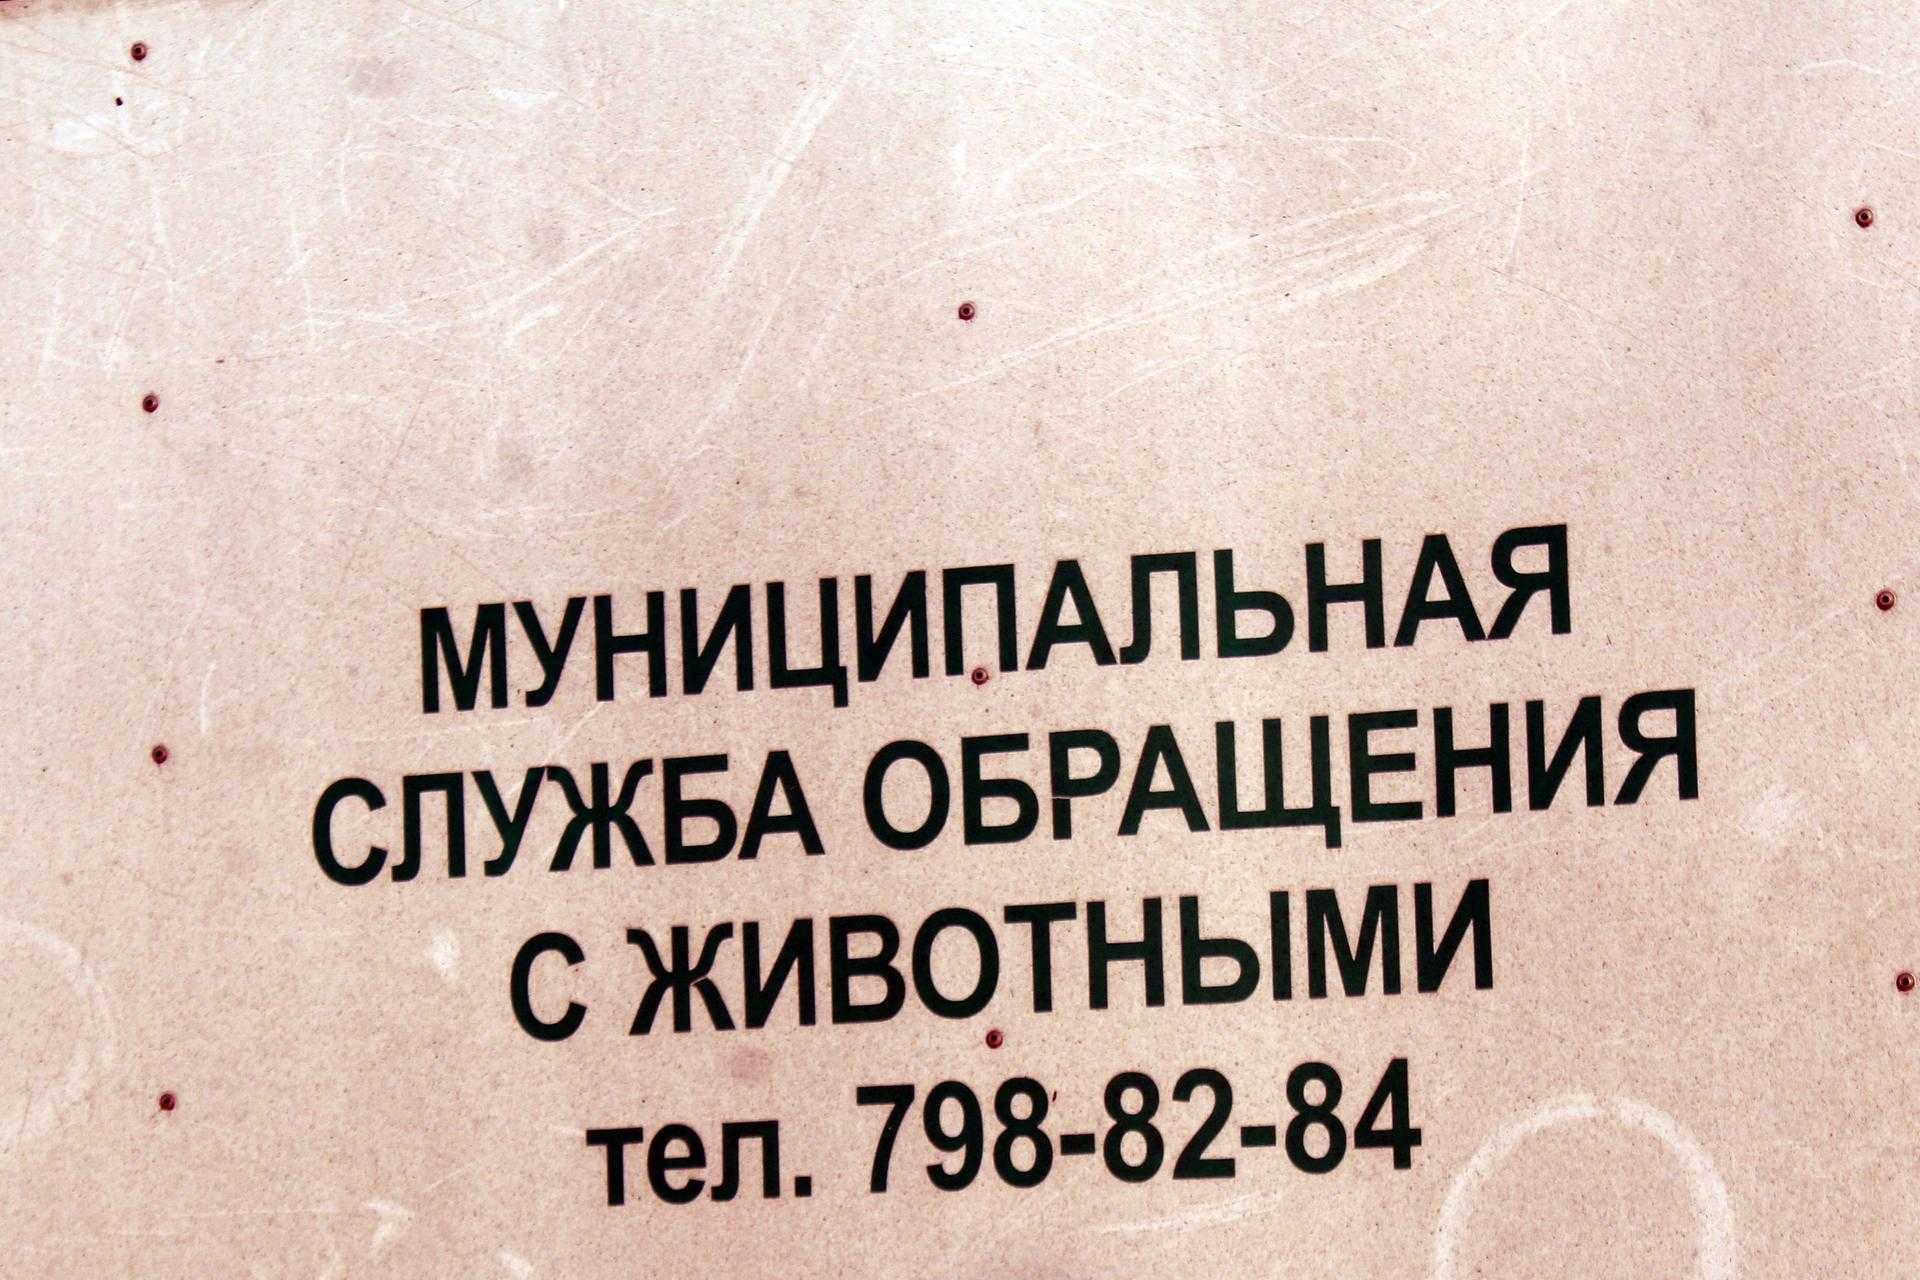 МУНИЦИПАЛЬНАЯ
СЛУЖБА ОБРАЩЕНИЯ
С ЖИВОТНЫМИ
тел. 798-82-84